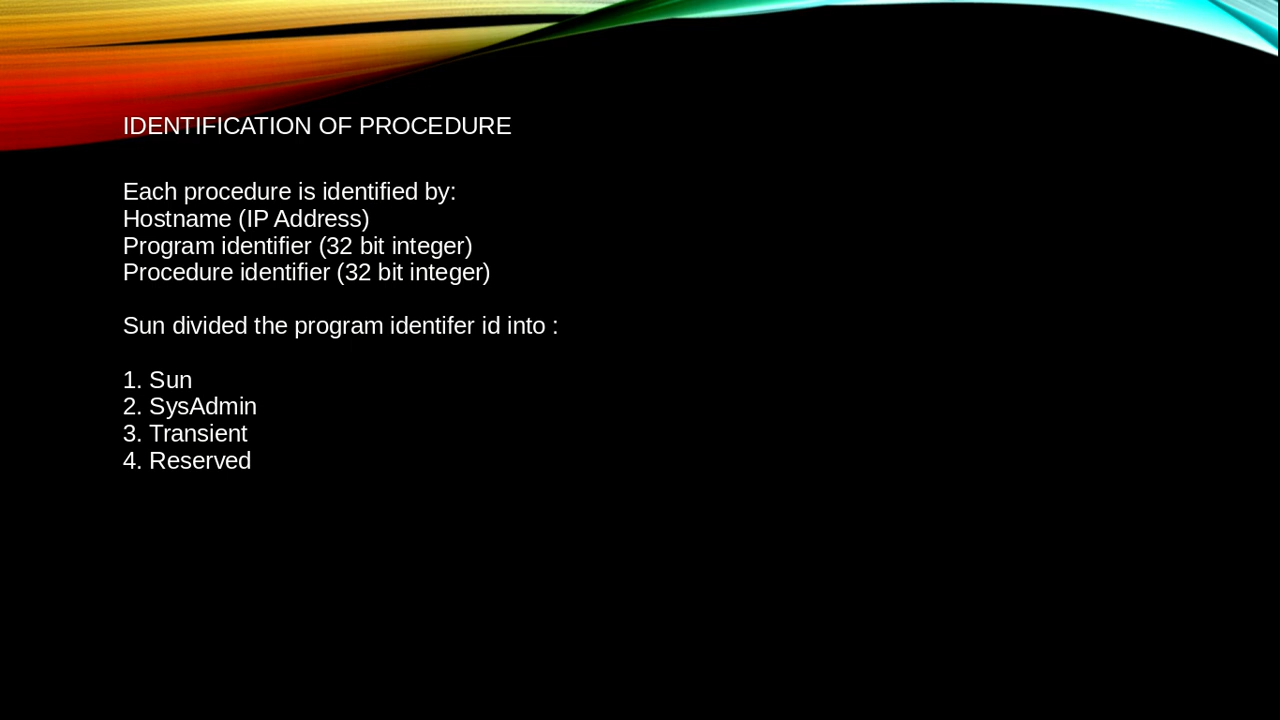 IDENTIFICATION OF PROCEDURE
Each procedure is identified by:
Hostname (IP Address)
Program identifier (32 bit integer)
Procedure identifier (32 bit integer)
Sun divided the program identifer id into :
1. Sun
2. SysAdmin
3. Transient
4. Reserved